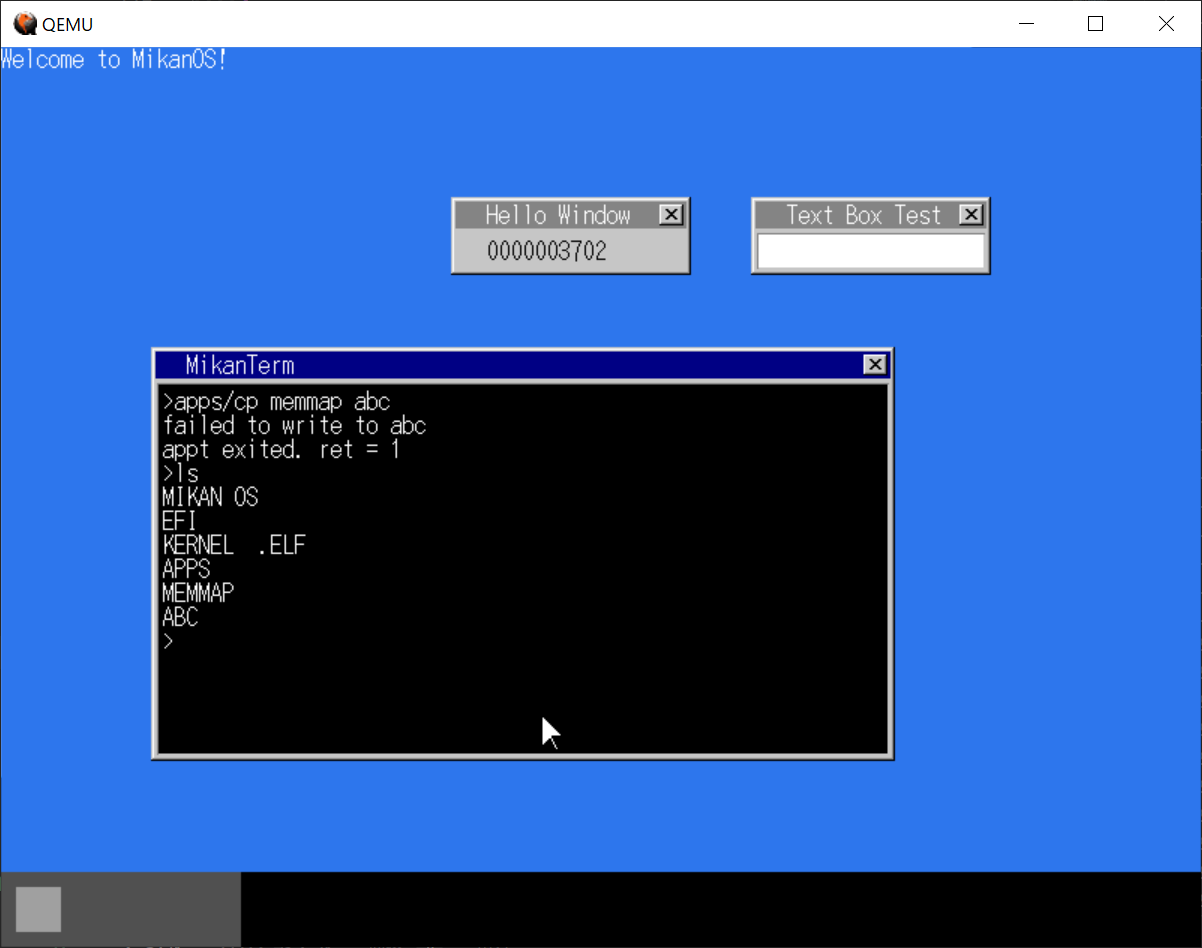 QEMU
Welcome to MikanOS!
Hello Window
0000003702
Text Box Test
MikanTerm
>apps/cp memmap abc
failed to write to abc
appt exited. ret = 1
>ls
MIKAN OS
EFI
KERNEL  .ELF
APPS
MEMMAP
ABC
>